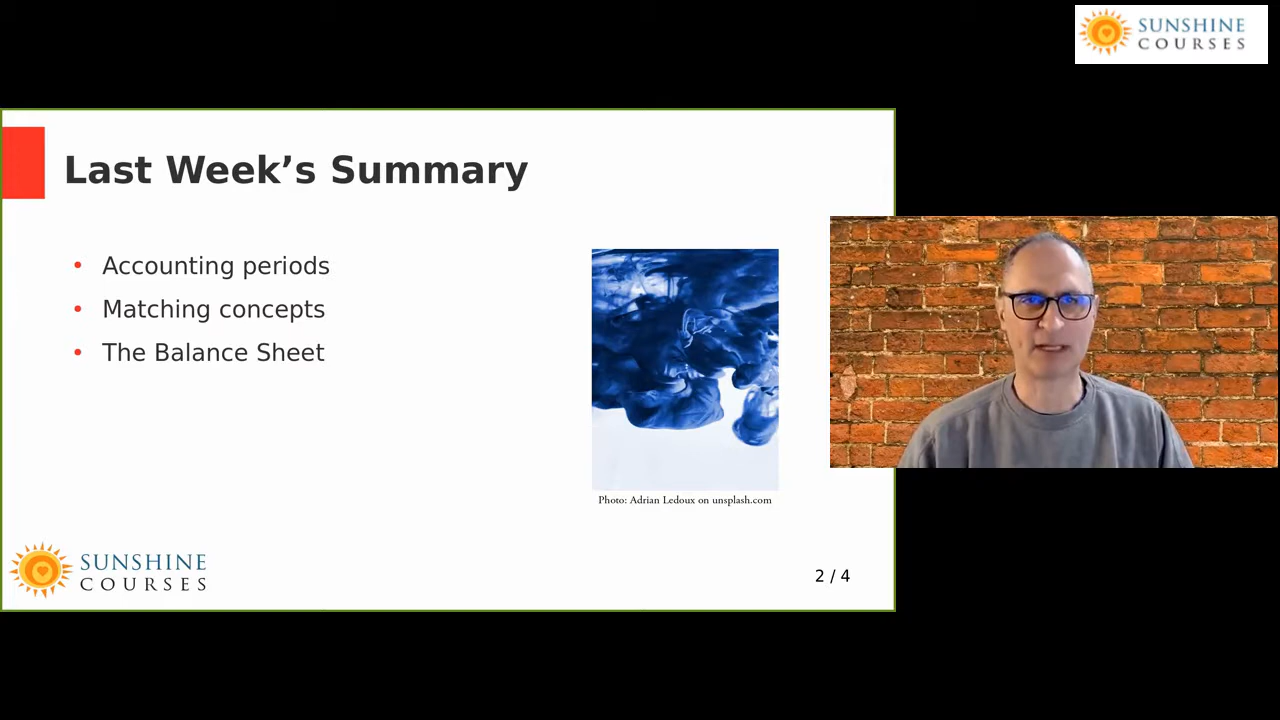 SUNSHINE
COURSES
Last Week’s Summary
• Accounting periods
• Matching concepts
• The Balance Sheet
Photo: Adrian Ledoux on unsplash.com
SUNSHINE
COURSES
2 / 4